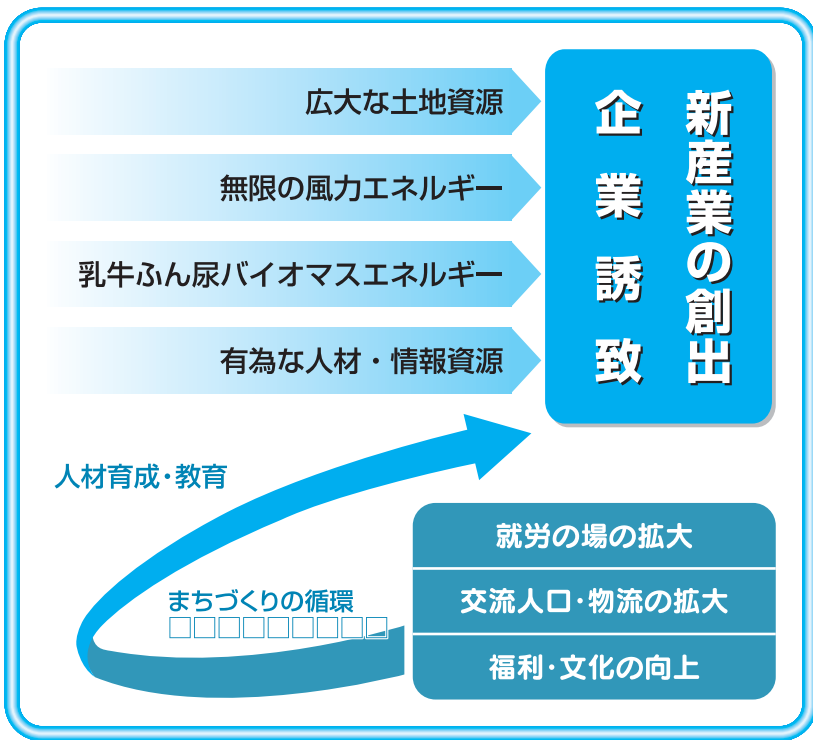 広大な土地資源
無限の風力エネルギー
乳牛ふん尿バイオマスエネルギー
有為な人材・情報資源
新産業の創出
企業誘致
人材育成・教育
まちづくりの循環
□□□□□□□□□
就労の場の拡大
交流人口・物流の拡大
福利・文化の向上